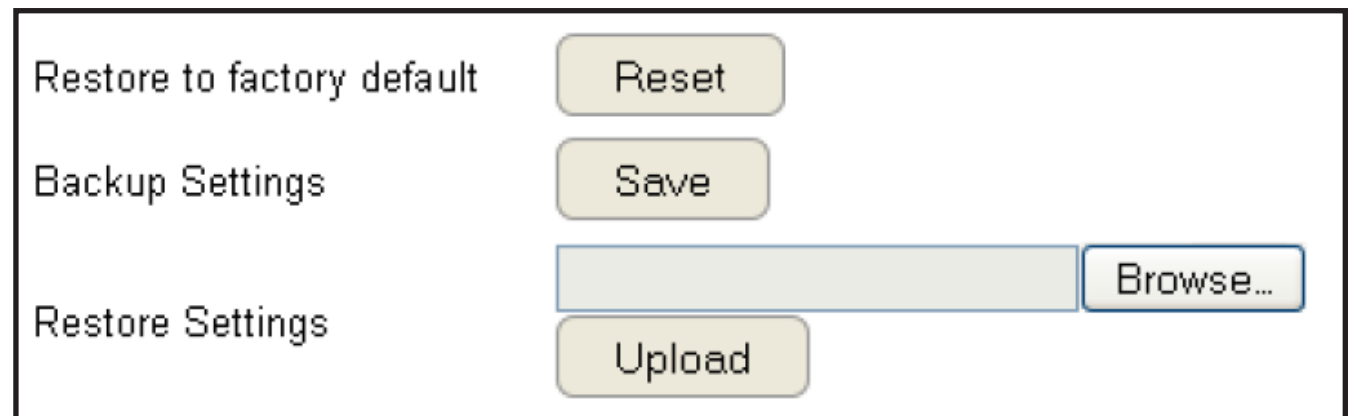 Restore to factory default Reset
Backup Settings Save
Browse...
Restore Settings
Upload